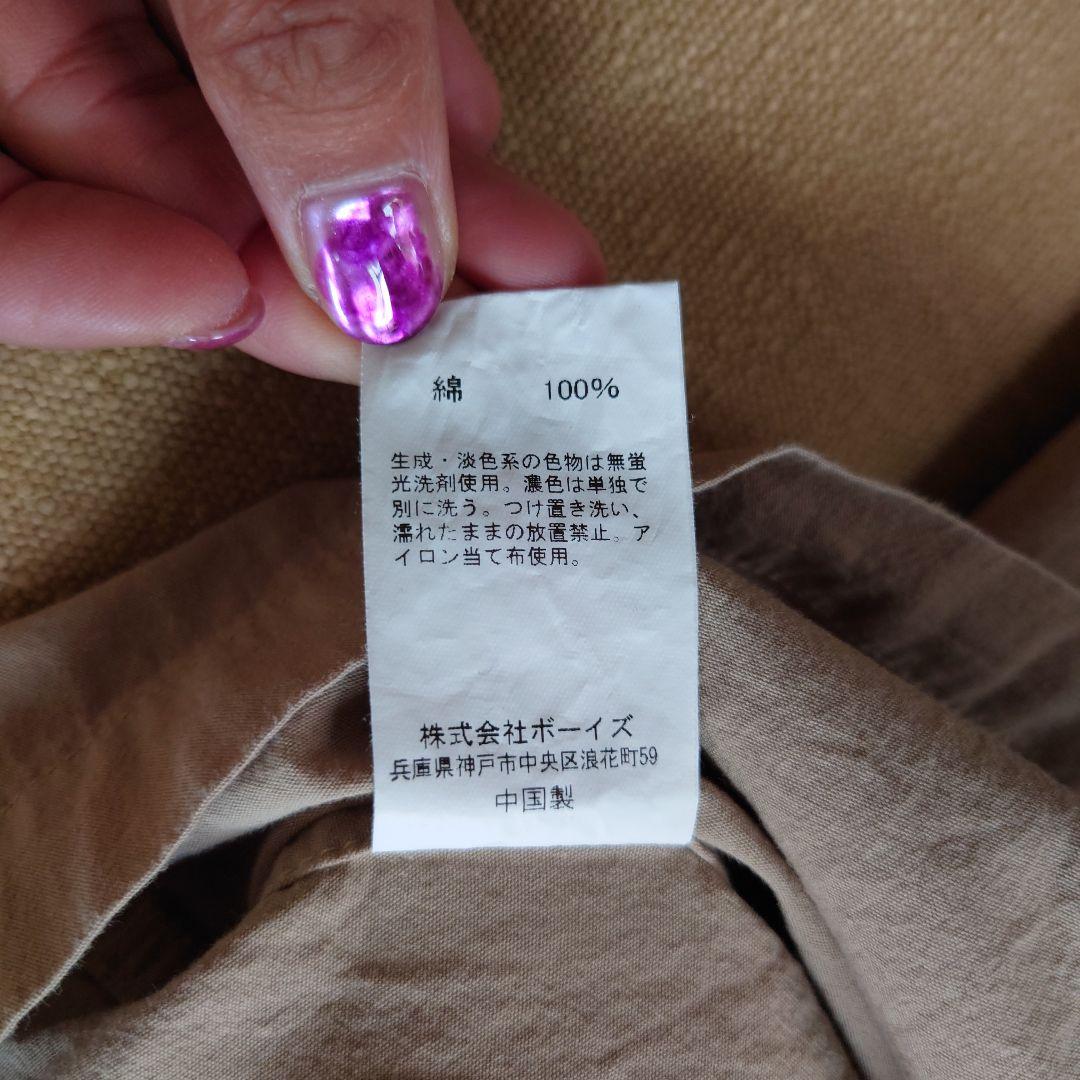 綿 100%
生成・淡色系の色物は無蛍
光洗剤使用。濃色は単独で
別に洗う。つけ置き洗い、
濡れたままの放置禁止。ア
イロン当て布使用。
株式会社ボーイズ
兵庫県神戸市中央区浪花町59
中国製